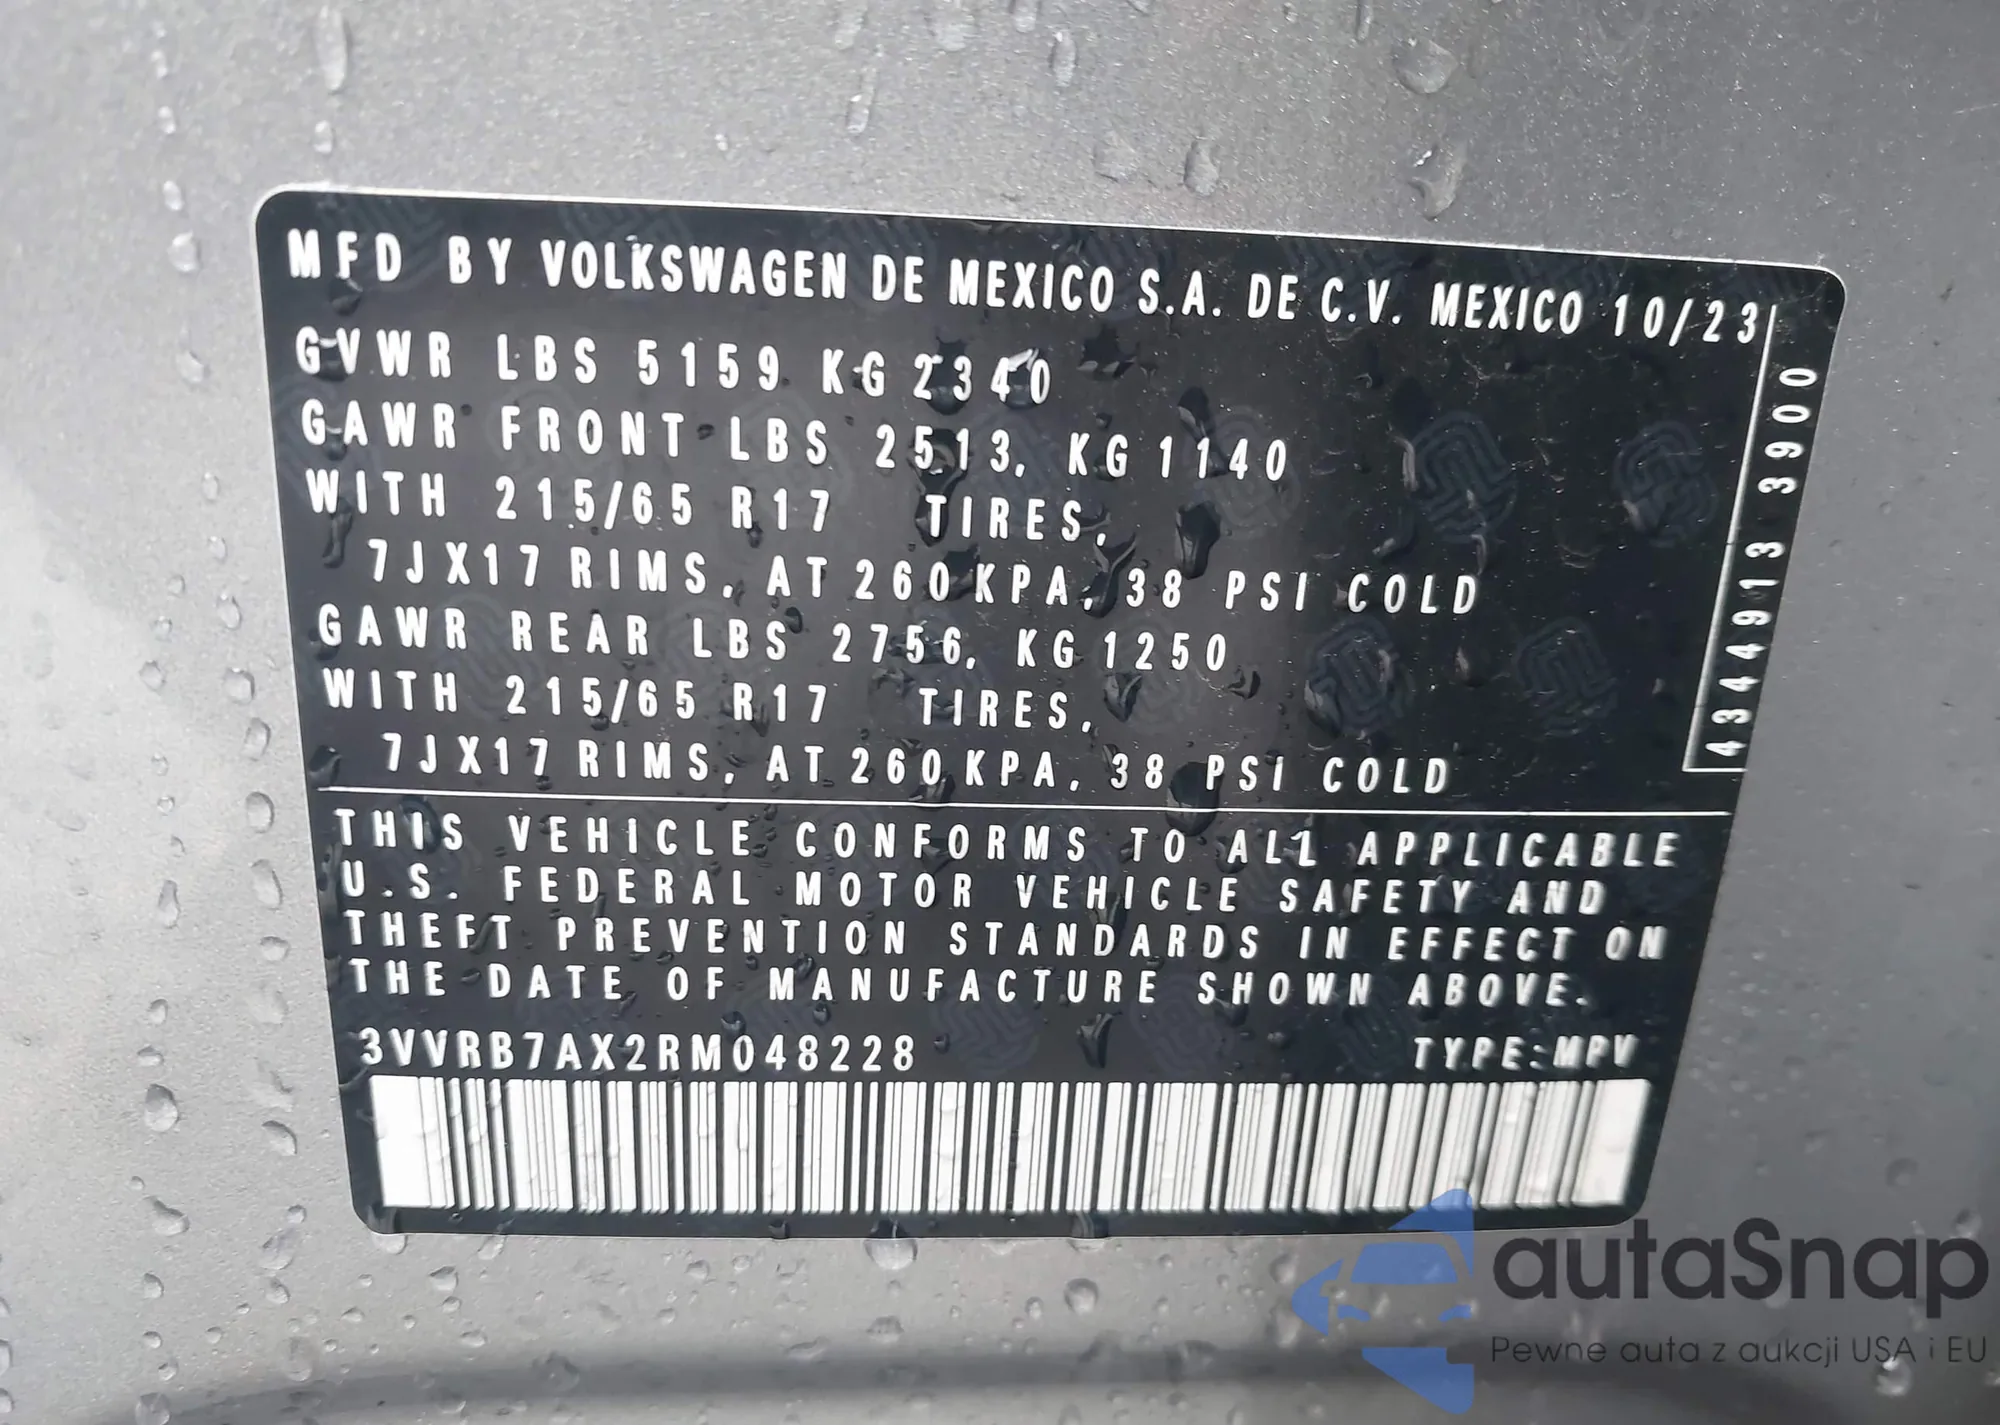 MFD BY VOLKSWAGEN DE MEXICO S.A. DE C.V. MEXICO 10/23
GVWR LBS 5159 KG 2340
GAWR FRONT LBS 2513, KG 1140
WITH 215/65 R17 TIRES,
7JX17 RIMS, AT 260 KPA, 38 PSI COLD
GAWR REAR LBS 2756, KG 1250
WITH 215/65 R17 TIRES,
7JX17 RIMS, AT 260 KPA, 38 PSI COLD
4344913 3900
THIS VEHICLE CONFORMS TO ALL APPLICABLE
U.S. FEDERAL MOTOR VEHICLE SAFETY AND
THEFT PREVENTION STANDARDS IN EFFECT ON
THE DATE OF MANUFACTURE SHOWN ABOVE.
3VVRB7AX2RM048228 TYPE:MPV
autaSnap
Pewne auta z aukcji USA i EU